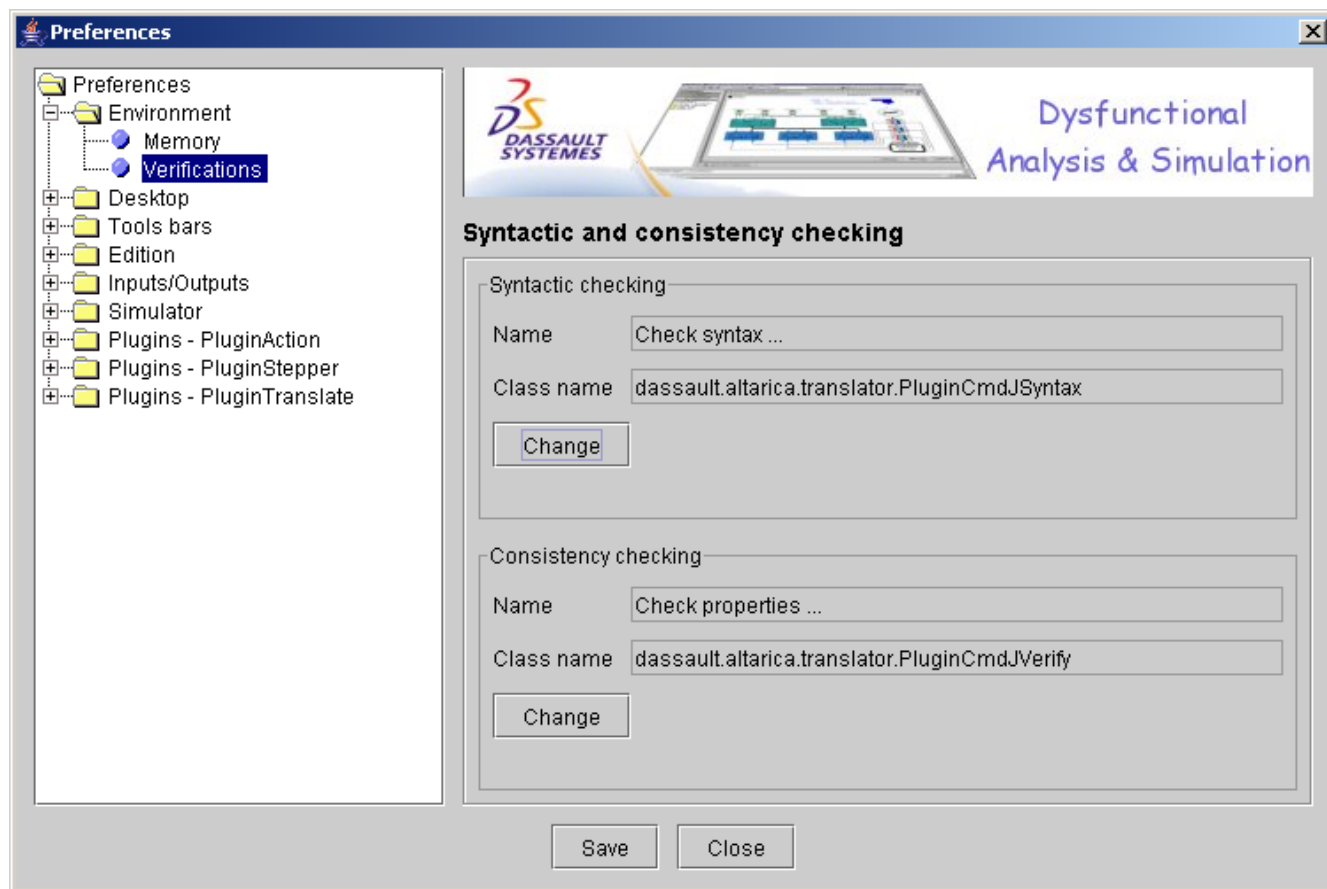 Preferences
Preferences
Environment
Memory
Verifications
Desktop
Tools bars
Edition
Inputs/Outputs
Simulator
Plugins - PluginAction
Plugins - PluginStepper
Plugins - PluginTranslate
DASSAULT
SYSTEMES
Dysfunctional
Analysis & Simulation
Syntactic and consistency checking
Syntactic checking
Name Check syntax ...
Class name dassault.altarica.translator.PluginCmdJSyntax
Change
Consistency checking
Name Check properties ...
Class name dassault.altarica.translator.PluginCmdJVerify
Change
Save Close